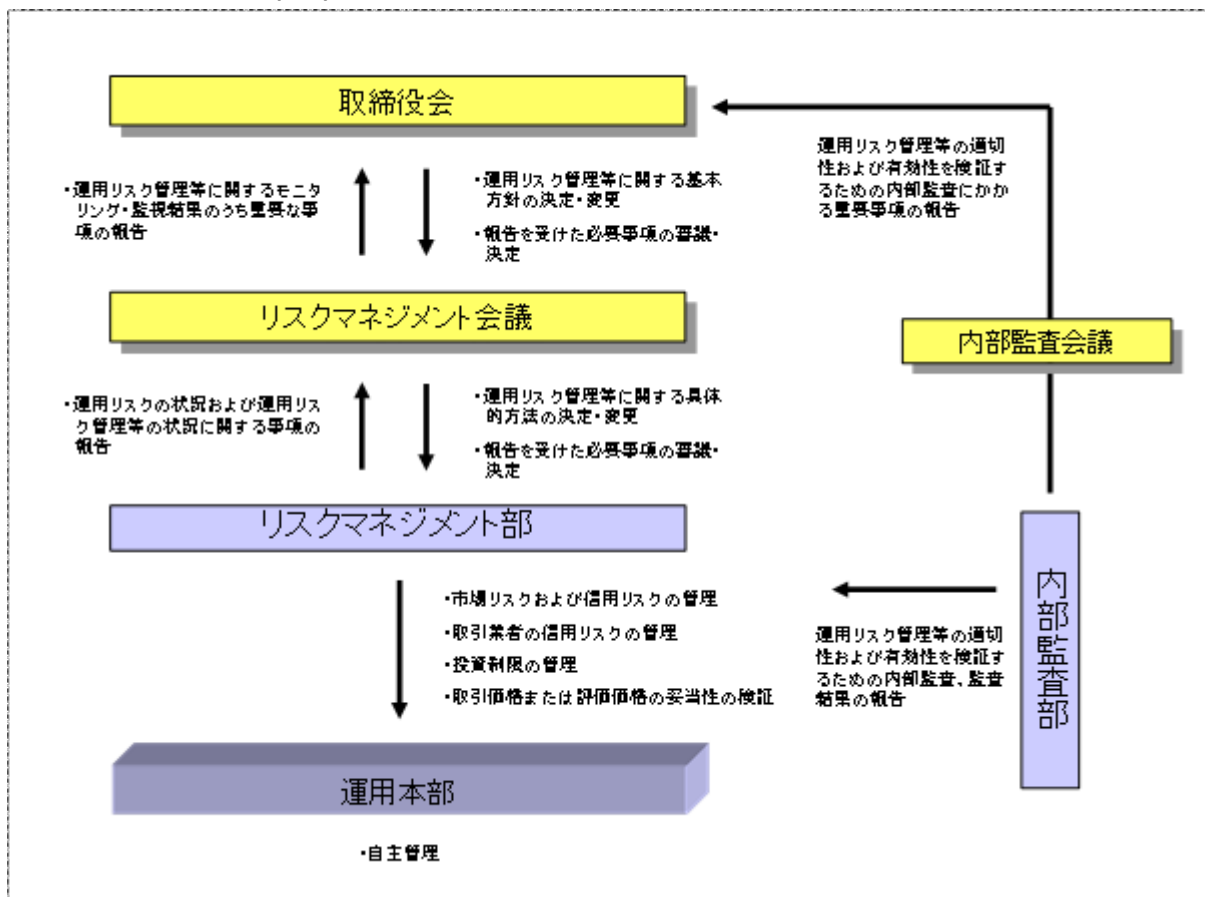 取締役会
・運用リスク管理等に関するモニ
タリング・監視結果のうち重要な事
項の報告
・運用リスク管理等に関する基本
方針の決定・変更
・報告を受けた必要事項の審議・
決定
運用リスク管理等の適切
性および有効性を検証す
るための内部監査にかか
る重要事項の報告
リスクマネジメント会議
内部監査会議
・運用リスクの状況および運用リス
ク管理等の状況に関する事項の
報告
・運用リスク管理等に関する具体
的方法の決定・変更
・報告を受けた必要事項の審議・
決定
リスクマネジメント部
・市場リスクおよび信用リスクの管理
・取引業者の信用リスクの管理
・投資制限の管理
・取引価格または評価価格の妥当性の検証
運用リスク管理等の適切
性および有効性を検証す
るための内部監査、監査
結果の報告
内部監査部
運用本部
・自主管理